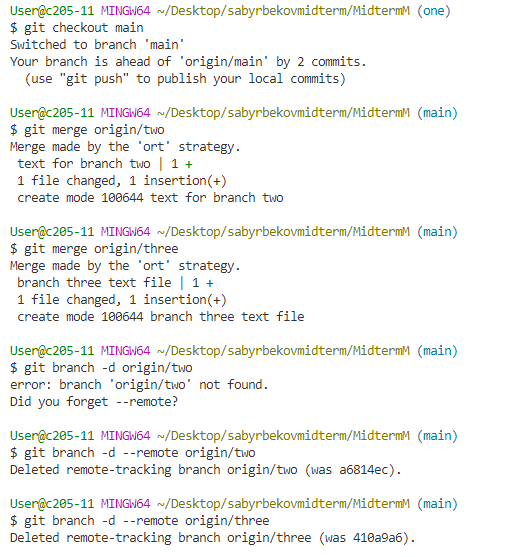 User@c205-11 MINGW64 ~/Desktop/sabyrbekovmidterm/MidtermM (one)
$ git checkout main
Switched to branch 'main'
Your branch is ahead of 'origin/main' by 2 commits.
  (use "git push" to publish your local commits)

User@c205-11 MINGW64 ~/Desktop/sabyrbekovmidterm/MidtermM (main)
$ git merge origin/two
Merge made by the 'ort' strategy.
 text for branch two | 1 +
 1 file changed, 1 insertion(+)
 create mode 100644 text for branch two

User@c205-11 MINGW64 ~/Desktop/sabyrbekovmidterm/MidtermM (main)
$ git merge origin/three
Merge made by the 'ort' strategy.
 branch three text file | 1 +
 1 file changed, 1 insertion(+)
 create mode 100644 branch three text file

User@c205-11 MINGW64 ~/Desktop/sabyrbekovmidterm/MidtermM (main)
$ git branch -d origin/two
error: branch 'origin/two' not found.
Did you forget --remote?

User@c205-11 MINGW64 ~/Desktop/sabyrbekovmidterm/MidtermM (main)
$ git branch -d --remote origin/two
Deleted remote-tracking branch origin/two (was a6814ec).

User@c205-11 MINGW64 ~/Desktop/sabyrbekovmidterm/MidtermM (main)
$ git branch -d --remote origin/three
Deleted remote-tracking branch origin/three (was 410a9a6).